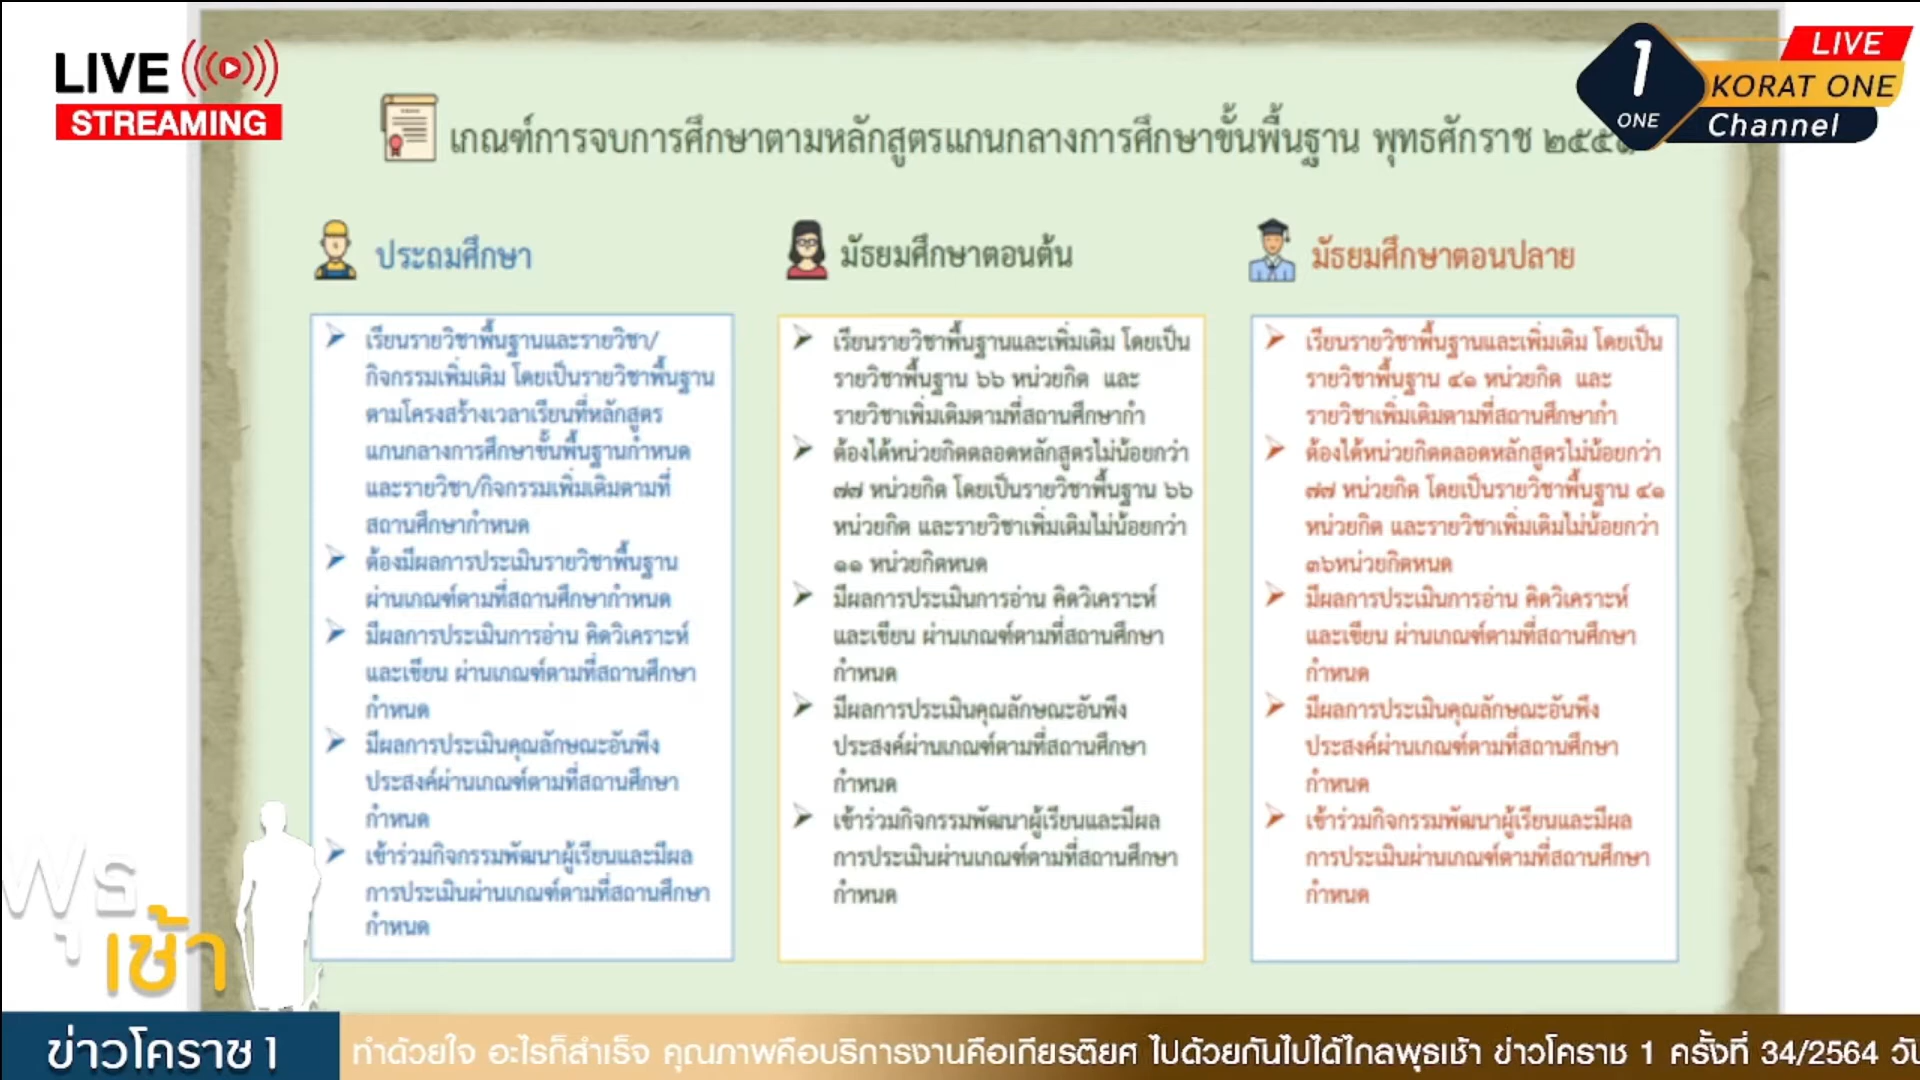 LIVE
STREAMING
1
ONE
LIVE
KORAT ONE
Channel
เกณฑ์การจบการศึกษาตามหลักสูตรแกนกลางการศึกษาขั้นพื้นฐาน พุทธศักราช ๒๕๕๑
ประถมศึกษา
เรียนรายวิชาพื้นฐานและรายวิชา/
กิจกรรมเพิ่มเติม โดยเป็นรายวิชาพื้นฐาน
ตามโครงสร้างเวลาเรียนที่หลักสูตร
แกนกลางการศึกษาขั้นพื้นฐานกำหนด
และรายวิชา/กิจกรรมเพิ่มเติมตามที่
สถานศึกษากำหนด
ต้องมีผลการประเมินรายวิชาพื้นฐาน
ผ่านเกณฑ์ตามที่สถานศึกษากำหนด
มีผลการประเมินการอ่าน คิดวิเคราะห์
และเขียน ผ่านเกณฑ์ตามที่สถานศึกษา
กำหนด
มีผลการประเมินคุณลักษณะอันพึง
ประสงค์ผ่านเกณฑ์ตามที่สถานศึกษา
กำหนด
เข้าร่วมกิจกรรมพัฒนาผู้เรียนและมีผล
การประเมินผ่านเกณฑ์ตามที่สถานศึกษา
กำหนด
มัธยมศึกษาตอนต้น
เรียนรายวิชาพื้นฐานและเพิ่มเติม โดยเป็น
รายวิชาพื้นฐาน ๖๖ หน่วยกิต และ
รายวิชาเพิ่มเติมตามที่สถานศึกษากำ
ต้องได้หน่วยกิตตลอดหลักสูตรไม่น้อยกว่า
๗๗ หน่วยกิต โดยเป็นรายวิชาพื้นฐาน ๖๖
หน่วยกิต และรายวิชาเพิ่มเติมไม่น้อยกว่า
๑๑ หน่วยกิตหนด
มีผลการประเมินการอ่าน คิดวิเคราะห์
และเขียน ผ่านเกณฑ์ตามที่สถานศึกษา
กำหนด
มีผลการประเมินคุณลักษณะอันพึง
ประสงค์ผ่านเกณฑ์ตามที่สถานศึกษา
กำหนด
เข้าร่วมกิจกรรมพัฒนาผู้เรียนและมีผล
การประเมินผ่านเกณฑ์ตามที่สถานศึกษา
กำหนด
มัธยมศึกษาตอนปลาย
เรียนรายวิชาพื้นฐานและเพิ่มเติม โดยเป็น
รายวิชาพื้นฐาน ๔๑ หน่วยกิต และ
รายวิชาเพิ่มเติมตามที่สถานศึกษากำ
ต้องได้หน่วยกิตตลอดหลักสูตรไม่น้อยกว่า
๗๗ หน่วยกิต โดยเป็นรายวิชาพื้นฐาน ๔๑
หน่วยกิต และรายวิชาเพิ่มเติมไม่น้อยกว่า
๓๖หน่วยกิตหนด
มีผลการประเมินการอ่าน คิดวิเคราะห์
และเขียน ผ่านเกณฑ์ตามที่สถานศึกษา
กำหนด
มีผลการประเมินคุณลักษณะอันพึง
ประสงค์ผ่านเกณฑ์ตามที่สถานศึกษา
กำหนด
เข้าร่วมกิจกรรมพัฒนาผู้เรียนและมีผล
การประเมินผ่านเกณฑ์ตามที่สถานศึกษา
กำหนด
พุธ
เช้า
ข่าวโคราช 1
ทำด้วยใจ อะไรก็สำเร็จ คุณภาพคือบริการงานคือเกียรติยศ ไปด้วยกันไปได้ไกลพุธเช้า ข่าวโคราช 1 ครั้งที่ 34/2564 วัน